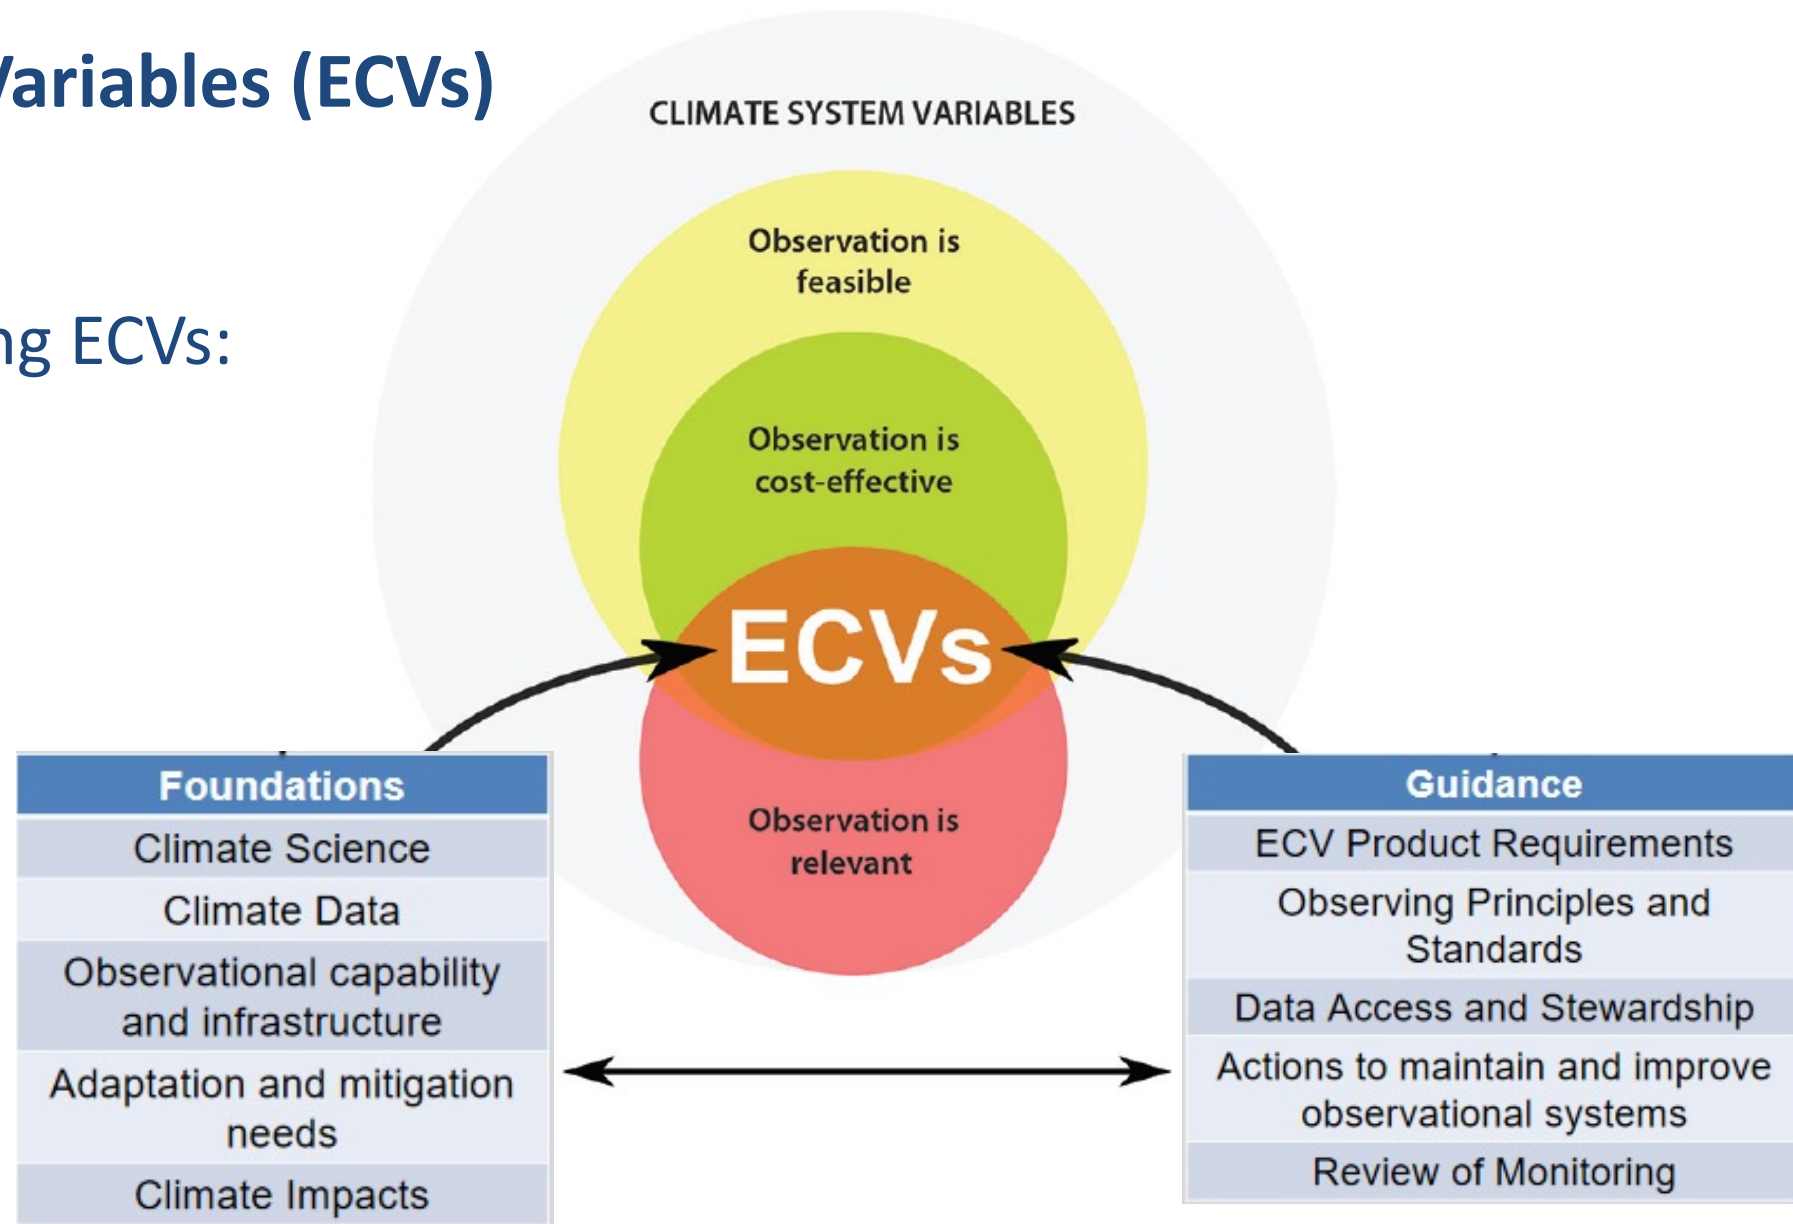 Variables (ECVs)
ng ECVs:
CLIMATE SYSTEM VARIABLES
Observation is
feasible
Observation is
cost-effective
ECVs
Observation is
relevant
Foundations
Climate Science
Climate Data
Observational capability
and infrastructure
Adaptation and mitigation
needs
Climate Impacts
Guidance
ECV Product Requirements
Observing Principles and
Standards
Data Access and Stewardship
Actions to maintain and improve
observational systems
Review of Monitoring